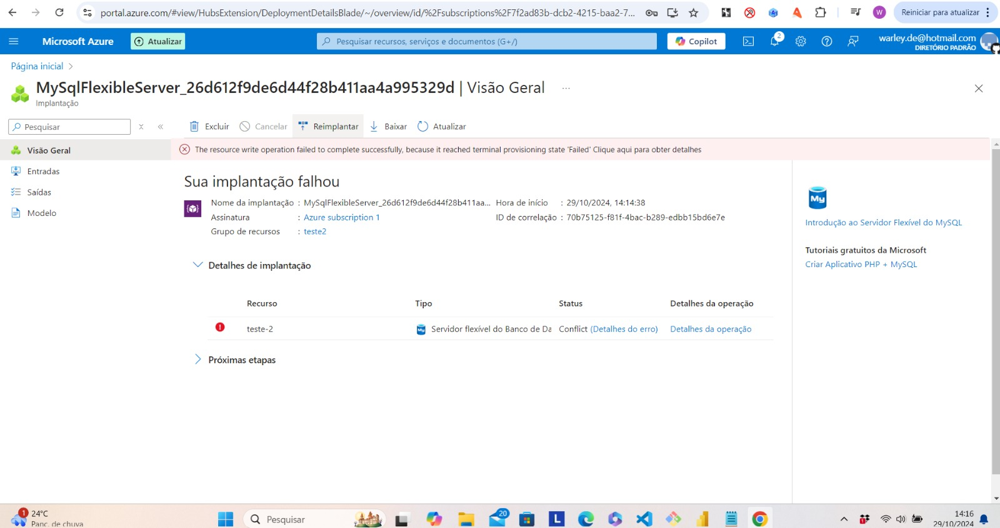 portal.azure.com/#view/HubsExtension/DeploymentDetailsBlade/~/overview/id/%2Fsubscriptions%2F7f2ad83b-dcb2-4215-baa2-7...
W
Reiniciar para atualizar
Microsoft Azure
Atualizar
Pesquisar recursos, serviços e documentos (G+/)
Copilot
2
warley.de@hotmail.com
DIRETÓRIO PADRÃO
Página inicial
MySqlFlexibleServer_26d612f9de6d44f28b411aa4a995329d | Visão Geral ...
Implantação
Pesquisar
Excluir
Cancelar
Reimplantar
Baixar
Atualizar
Visão Geral
Entradas
Saídas
Modelo
The resource write operation failed to complete successfully, because it reached terminal provisioning state 'Failed' Clique aqui para obter detalhes
Sua implantação falhou
Nome da implantação : MySqlFlexibleServer_26d612f9de6d44f28b411aa... Hora de início : 29/10/2024, 14:14:38
Assinatura : Azure subscription 1 ID de correlação : 70b75125-f81f-4bac-b289-edbb15bd6e7e
Grupo de recursos : teste2
Detalhes de implantação
Recurso Tipo Status Detalhes da operação
teste-2 My Servidor flexível do Banco de Da Conflict (Detalhes do erro) Detalhes da operação
Próximas etapas
My
Introdução ao Servidor Flexível do MySQL
Tutoriais gratuitos da Microsoft
Criar Aplicativo PHP + MySQL
1
24°C
Panc. de chuva
Pesquisar
20
L
1
14:16
29/10/2024